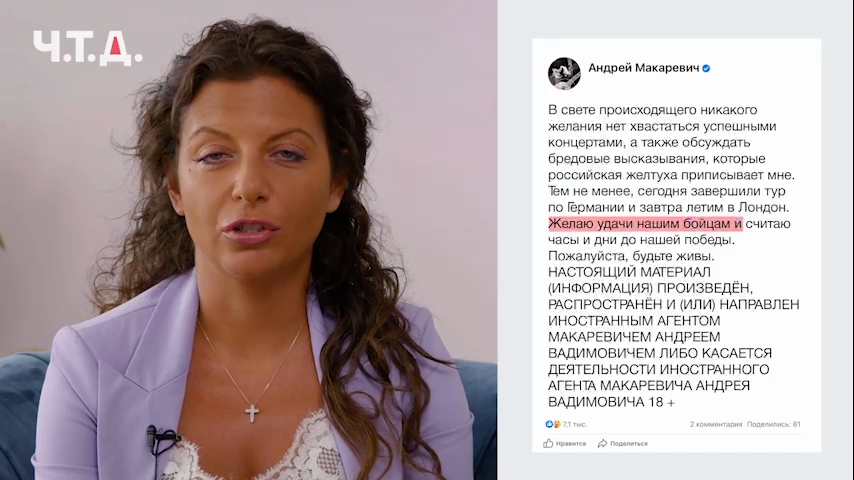 Ч.Т.Д.
Андрей Макаревич
В свете происходящего никакого
желания нет хвастаться успешными
концертами, а также обсуждать
бредовые высказывания, которые
российская желтуха приписывает мне.
Тем не менее, сегодня завершили тур
по Германии и завтра летим в Лондон.
Желаю удачи нашим бойцам и считаю
часы и дни до нашей победы.
Пожалуйста, будьте живы.
НАСТОЯЩИЙ МАТЕРИАЛ
(ИНФОРМАЦИЯ) ПРОИЗВЕДЁН,
РАСПРОСТРАНЁН И (ИЛИ) НАПРАВЛЕН
ИНОСТРАННЫМ АГЕНТОМ
МАКАРЕВИЧЕМ АНДРЕЕМ
ВАДИМОВИЧЕМ ЛИБО КАСАЕТСЯ
ДЕЯТЕЛЬНОСТИ ИНОСТРАННОГО
АГЕНТА МАКАРЕВИЧА АНДРЕЯ
ВАДИМОВИЧА 18 +
7,1 тыс. 2 комментария Поделились: 81
Нравится Поделиться